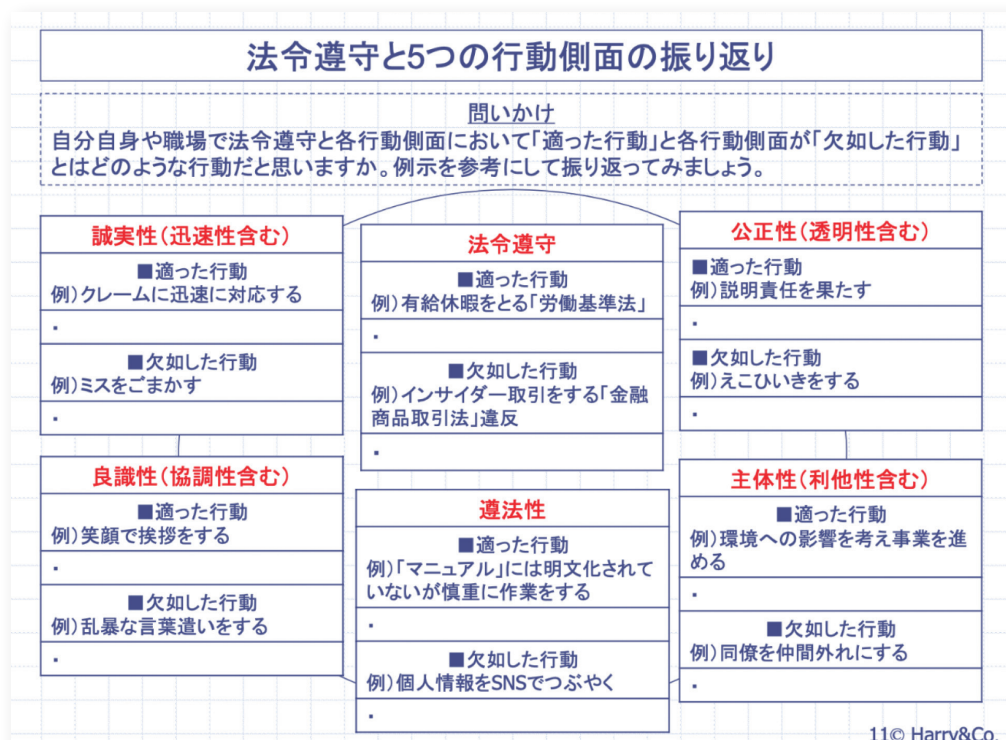 法令遵守と5つの行動側面の振り返り
問いかけ
自分自身や職場で法令遵守と各行動側面において「適った行動」と各行動側面が「欠如した行動」
とはどのような行動だと思いますか。例示を参考にして振り返ってみましょう。
誠実性(迅速性含む)
■適った行動
例)クレームに迅速に対応する
・
■欠如した行動
例)ミスをごまかす
・
法令遵守
■適った行動
例)有給休暇をとる「労働基準法」
・
■欠如した行動
例)インサイダー取引をする「金融
商品取引法」違反
・
公正性(透明性含む)
■適った行動
例)説明責任を果たす
・
■欠如した行動
例)えこひいきをする
・
良識性(協調性含む)
■適った行動
例)笑顔で挨拶をする
・
■欠如した行動
例)乱暴な言葉遣いをする
・
遵法性
■適った行動
例)「マニュアル」には明文化されて
いないが慎重に作業をする
・
■欠如した行動
例)個人情報をSNSでつぶやく
・
主体性(利他性含む)
■適った行動
例)環境への影響を考え事業を進
める
・
■欠如した行動
例)同僚を仲間外れにする
・
11© Harry&Co.